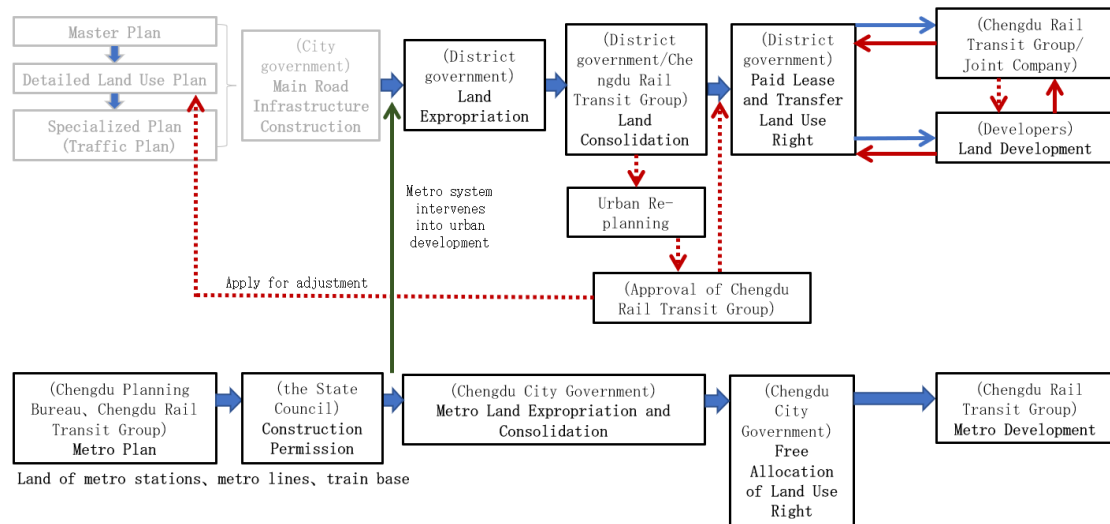 Master Plan
Detailed Land Use Plan
Specialized Plan
(Traffic Plan)
(City
government)
Main Road
Infrastructure
Construction
(District
government)
Land
Expropriation
(District
government/Che
ngdu Rail
Transit Group)
Land
Consolidation
(District
government)
Paid Lease
and Transfer
Land Use
Right
(Chengdu Rail
Transit Group/
Joint Company)
(Developers)
Land Development
Metro system
intervenes
into urban
development
Urban Re-
planning
Apply for adjustment
(Approval of Chengdu
Rail Transit Group)
(Chengdu Planning
Bureau、Chengdu Rail
Transit Group)
Metro Plan
(the State
Council)
Construction
Permission
(Chengdu City Government)
Metro Land Expropriation and
Consolidation
(Chengdu
City
Government)
Free
Allocation
of Land Use
Right
(Chengdu Rail
Transit Group)
Metro Development
Land of metro stations、metro lines、train base